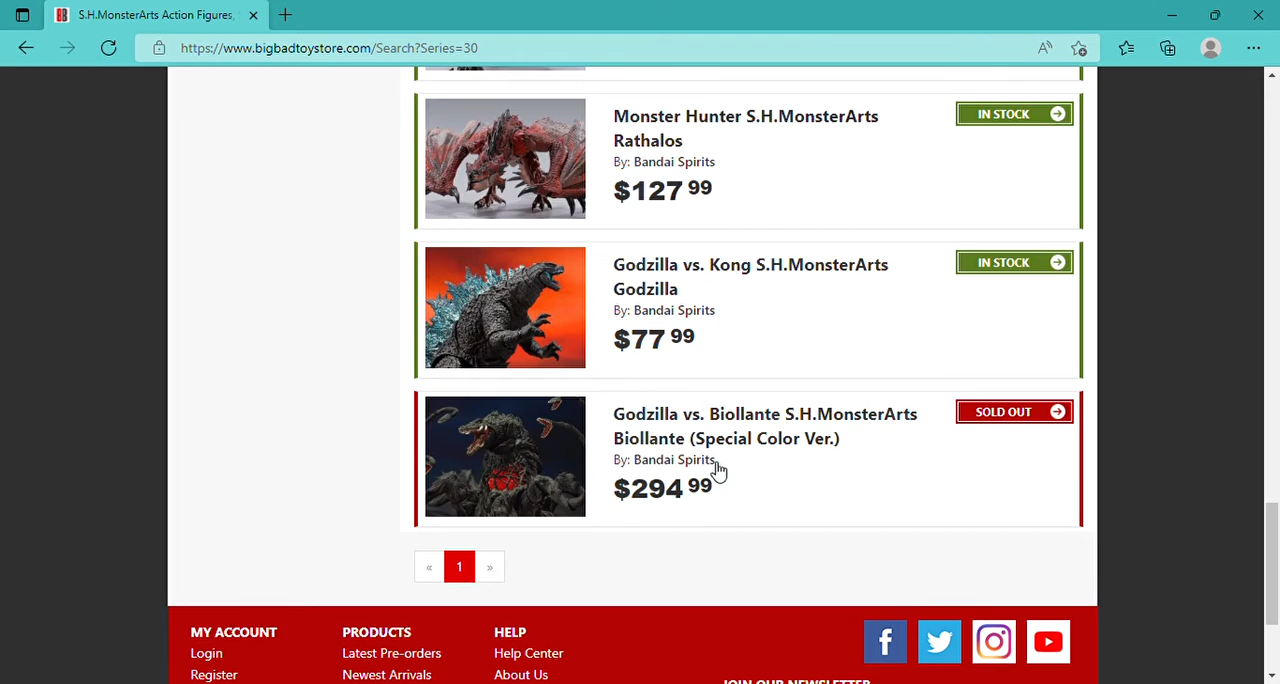 S.H.MonsterArts Action Figures,
https://www.bigbadtoystore.com/Search?Series=30
Monster Hunter S.H.MonsterArts
Rathalos
By: Bandai Spirits
$127 99
IN STOCK
Godzilla vs. Kong S.H.MonsterArts
Godzilla
By: Bandai Spirits
$77 99
IN STOCK
Godzilla vs. Biollante S.H.MonsterArts
Biollante (Special Color Ver.)
By: Bandai Spirits
$294 99
SOLD OUT
« 1 »
MY ACCOUNT
Login
Register
PRODUCTS
Latest Pre-orders
Newest Arrivals
HELP
Help Center
About Us
JOIN OUR NEWSLETTER